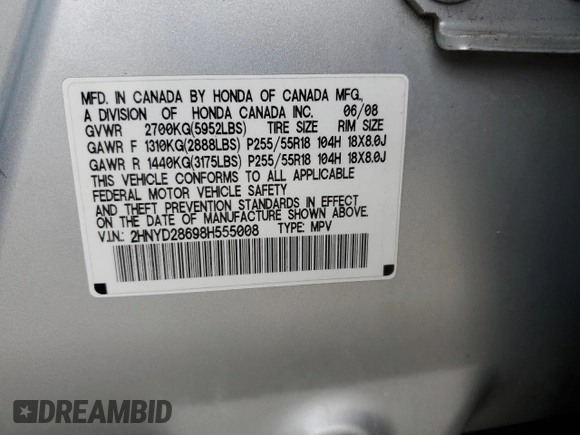 MFD. IN CANADA BY HONDA OF CANADA MFG.,
A DIVISION OF HONDA CANADA INC. 06/08
GVWR 2700KG(5952LBS) TIRE SIZE RIM SIZE
GAWR F 1310KG(2888LBS) P255/55R18 104H 18X8.0J
GAWR R 1440KG(3175LBS) P255/55R18 104H 18X8.0J
THIS VEHICLE CONFORMS TO ALL APPLICABLE
FEDERAL MOTOR VEHICLE SAFETY
AND THEFT PREVENTION STANDARDS IN EFFECT
ON THE DATE OF MANUFACTURE SHOWN ABOVE.
V.I.N.: 2HNYD28698H555008 TYPE: MPV
DREAMBID